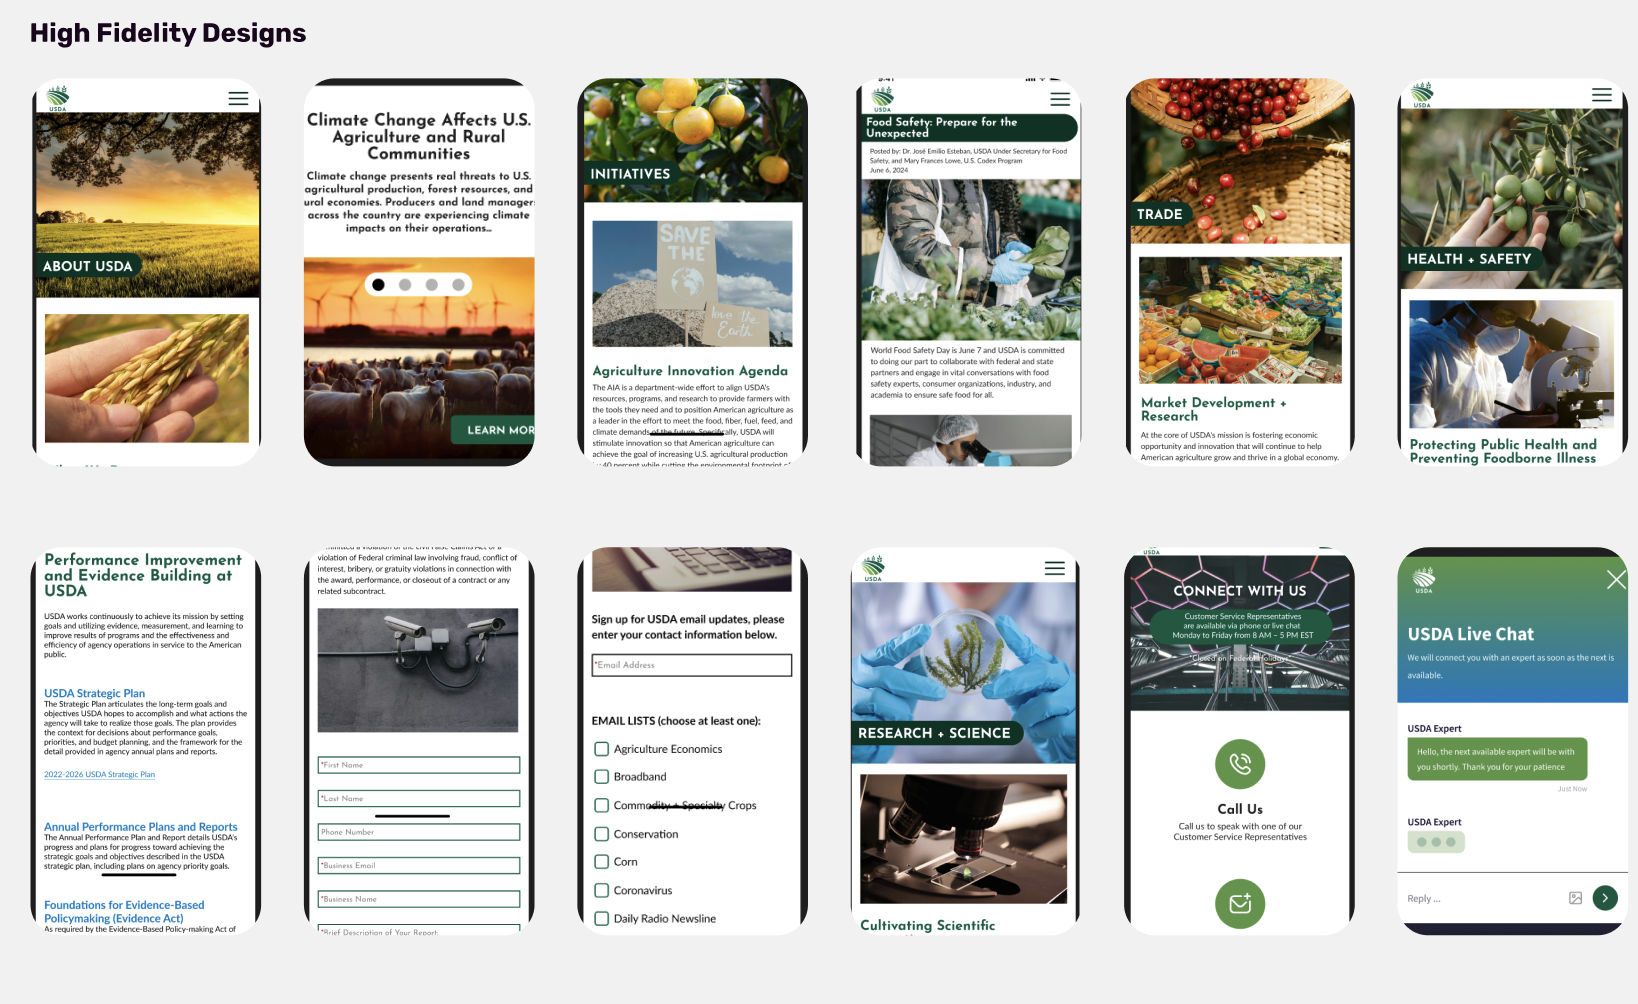 High Fidelity Designs
USDA
ABOUT USDA
Climate Change Affects U.S.
Agriculture and Rural
Communities
Climate change presents real threats to U.S.
agricultural production, forest resources, and
ural economies. Producers and land managers
across the country are experiencing climate
impacts on their operations...
LEARN MOR
INITIATIVES
SAVE
THE
love the
Earth
Agriculture Innovation Agenda
The AIA is a department-wide effort to align USDA's
resources, programs, and research to provide farmers with
the tools they need and to position American agriculture as
a leader in the effort to meet the food, fiber, fuel, feed, and
climate demands of the future. Specifically, USDA will
stimulate innovation so that American agriculture can
achieve the goal of increasing U.S. agricultural production
40 percent while cutting the environmental footprint of
9:41
USDA
Food Safety: Prepare for the
Unexpected
Posted by: Dr. José Emilio Esteban, USDA Under Secretary for Food
Safety, and Mary Frances Lowe, U.S. Codex Program
June 6, 2024
World Food Safety Day is June 7 and USDA is committed
to doing our part to collaborate with federal and state
partners and engage in vital conversations with food
safety experts, consumer organizations, industry, and
academia to ensure safe food for all.
TRADE
Market Development +
Research
At the core of USDA's mission is fostering economic
opportunity and innovation that will continue to help
American agriculture grow and thrive in a global economy.
USDA
HEALTH + SAFETY
Protecting Public Health and
Preventing Foodborne Illness
Performance Improvement
and Evidence Building at
USDA
USDA works continuously to achieve its mission by setting
goals and utilizing evidence, measurement, and learning to
improve results of programs and the effectiveness and
efficiency of agency operations in service to the American
public.
USDA Strategic Plan
The Strategic Plan articulates the long-term goals and
objectives USDA hopes to accomplish and what actions the
agency will take to realize those goals. The plan provides
the context for decisions about performance goals,
priorities, and budget planning, and the framework for the
detail provided in agency annual plans and reports.
2022-2026 USDA Strategic Plan
Annual Performance Plans and Reports
The Annual Performance Plan and Report details USDA's
progress and plans for progress toward achieving the
strategic goals and objectives described in the USDA
strategic plan, including plans on agency priority goals.
Foundations for Evidence-Based
Policymaking (Evidence Act)
As required by the Evidence-Based Policy-making Act of
committed a violation of the civil False Claims Act or a
violation of Federal criminal law involving fraud, conflict of
interest, bribery, or gratuity violations in connection with
the award, performance, or closeout of a contract or any
related subcontract.
*First Name
*Last Name
Phone Number
*Business Email
*Business Name
*Brief Description of Your Report:
Sign up for USDA email updates, please
enter your contact information below.
*Email Address
EMAIL LISTS (choose at least one):
Agriculture Economics
Broadband
Commodity + Specialty Crops
Conservation
Corn
Coronavirus
Daily Radio Newsline
USDA
RESEARCH + SCIENCE
Cultivating Scientific
USDA
CONNECT WITH US
Customer Service Representatives
are available via phone or live chat
Monday to Friday from 8 AM – 5 PM EST
*Closed on Federal Holidays*
Call Us
Call us to speak with one of our
Customer Service Representatives
USDA
USDA Live Chat
We will connect you with an expert as soon as the next is
available.
USDA Expert
Hello, the next available expert will be with
you shortly. Thank you for your patience
Just Now
USDA Expert
Reply ...